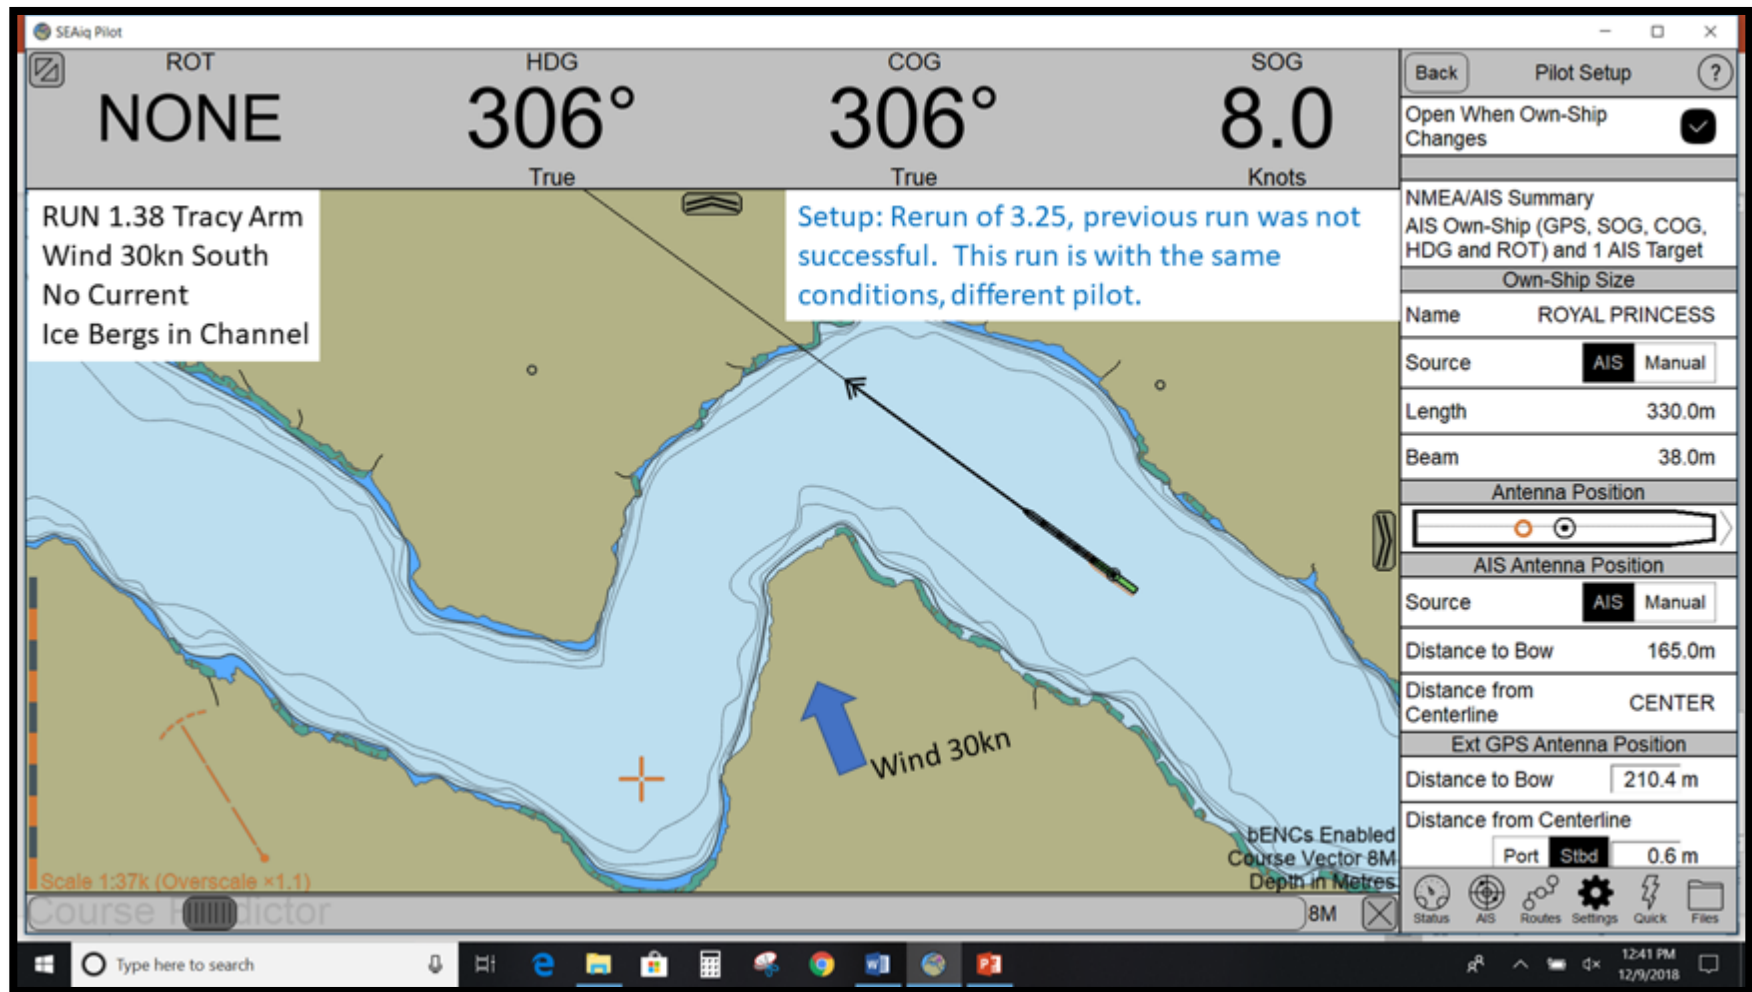 SEAiq Pilot
ROT
HDG
COG
SOG
NONE
306°
306°
8.0
True
True
Knots
RUN 1.38 Tracy Arm
Wind 30kn South
No Current
Ice Bergs in Channel
Setup: Rerun of 3.25, previous run was not
successful. This run is with the same
conditions, different pilot.
Wind 30kn
bENCs Enabled
Course Vector 8M
Depth in Metres
Scale 1:37k (Overscale ×1.1)
Course Predictor
8M
Back
Pilot Setup
?
Open When Own-Ship
Changes
NMEA/AIS Summary
AIS Own-Ship (GPS, SOG, COG,
HDG and ROT) and 1 AIS Target
Own-Ship Size
Name ROYAL PRINCESS
Source AIS Manual
Length 330.0m
Beam 38.0m
Antenna Position
AIS Antenna Position
Source AIS Manual
Distance to Bow 165.0m
Distance from
Centerline CENTER
Ext GPS Antenna Position
Distance to Bow 210.4 m
Distance from Centerline
Port Stbd 0.6 m
Status AIS Routes Settings Quick Files
Type here to search
12:41 PM
12/9/2018